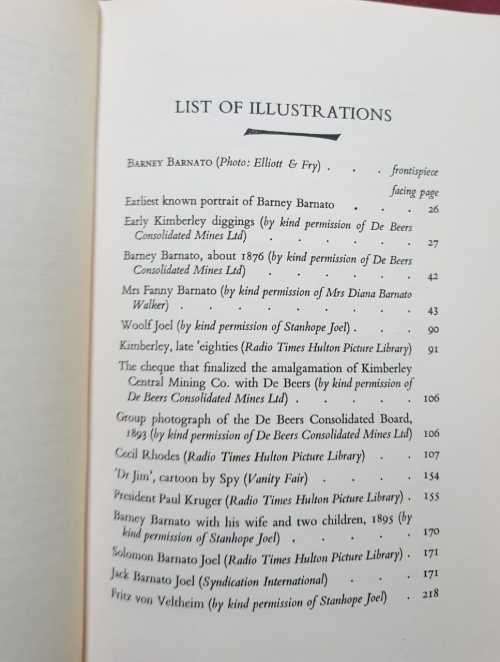 LIST OF ILLUSTRATIONS
BARNEY BARNATO (Photo: Elliott & Fry) . . . frontispiece
facing page
Earliest known portrait of Barney Barnato . . . 26
Early Kimberley diggings (by kind permission of De Beers
Consolidated Mines Ltd) . . . . . . 27
Barney Barnato, about 1876 (by kind permission of De Beers
Consolidated Mines Ltd) . . . . . . 42
Mrs Fanny Barnato (by kind permission of Mrs Diana Barnato
Walker) . . . . . . . . . 43
Woolf Joel (by kind permission of Stanhope Joel) . . . 90
Kimberley, late 'eighties (Radio Times Hulton Picture Library) 91
The cheque that finalized the amalgamation of Kimberley
Central Mining Co. with De Beers (by kind permission of
De Beers Consolidated Mines Ltd) . . . . . 106
Group photograph of the De Beers Consolidated Board,
1893 (by kind permission of De Beers Consolidated Mines Ltd) 106
Cecil Rhodes (Radio Times Hulton Picture Library) . . 107
'Dr Jim', cartoon by Spy (Vanity Fair) . . . . 154
President Paul Kruger (Radio Times Hulton Picture Library) . 155
Barney Barnato with his wife and two children, 1895 (by
kind permission of Stanhope Joel) . . . . . 170
Solomon Barnato Joel (Radio Times Hulton Picture Library) . 171
Jack Barnato Joel (Syndication International) . . . 171
Fritz von Veltheim (by kind permission of Stanhope Joel) . 218